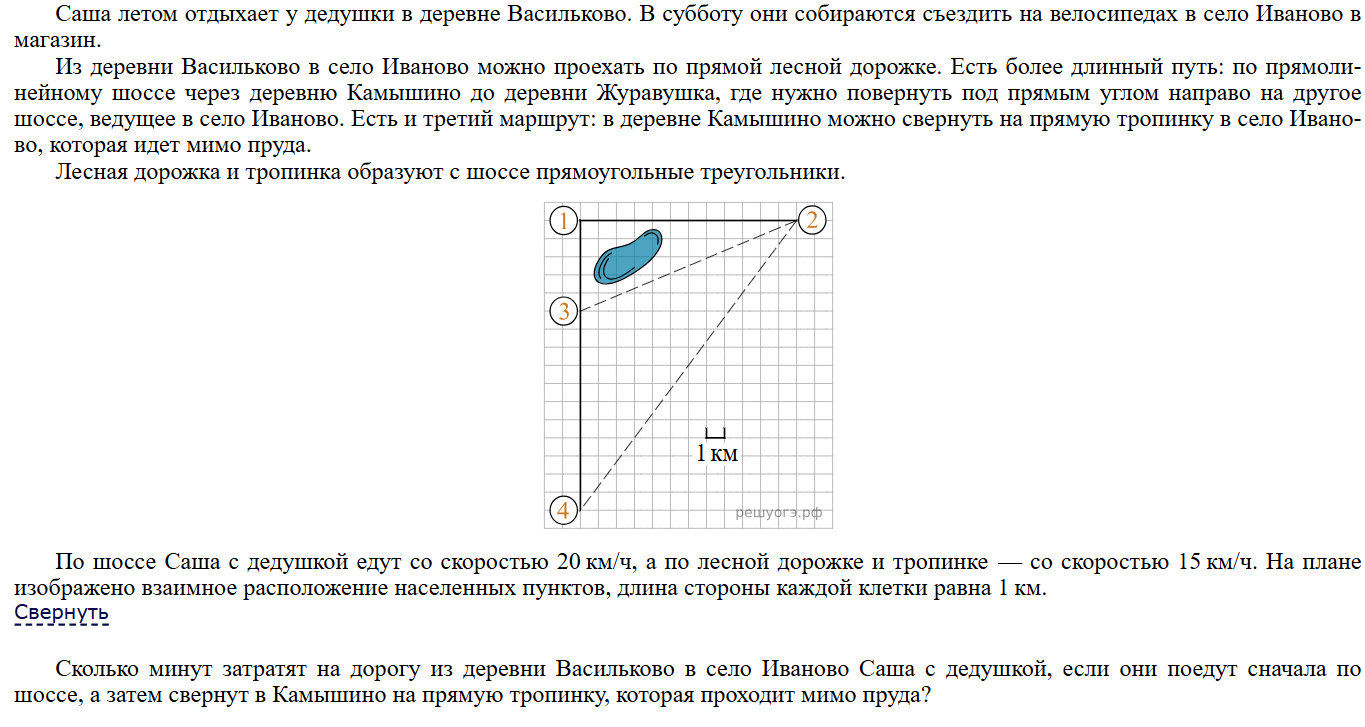 Саша летом отдыхает у дедушки в деревне Васильково. В субботу они собираются съездить на велосипедах в село Иваново в
магазин.
Из деревни Васильково в село Иваново можно проехать по прямой лесной дорожке. Есть более длинный путь: по прямоли-
нейному шоссе через деревню Камышино до деревни Журавушка, где нужно повернуть под прямым углом направо на другое
шоссе, ведущее в село Иваново. Есть и третий маршрут: в деревне Камышино можно свернуть на прямую тропинку в село Ивано-
во, которая идет мимо пруда.
Лесная дорожка и тропинка образуют с шоссе прямоугольные треугольники.
1
2
3
1 км
4
решуогэ.рф
По шоссе Саша с дедушкой едут со скоростью 20 км/ч, а по лесной дорожке и тропинке — со скоростью 15 км/ч. На плане
изображено взаимное расположение населенных пунктов, длина стороны каждой клетки равна 1 км.
Свернуть
Сколько минут затратят на дорогу из деревни Васильково в село Иваново Саша с дедушкой, если они поедут сначала по
шоссе, а затем свернут в Камышино на прямую тропинку, которая проходит мимо пруда?